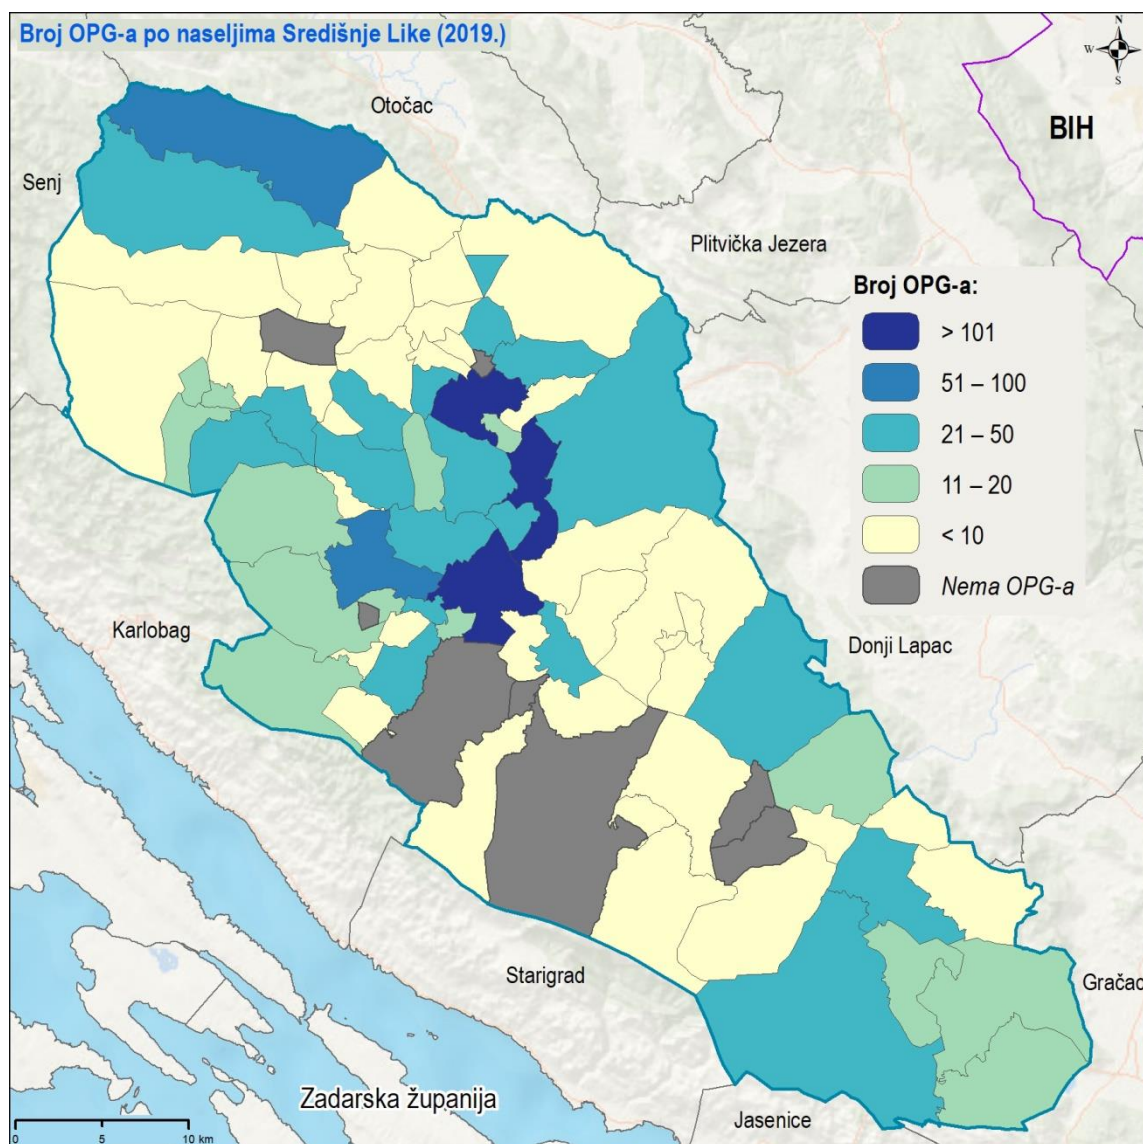 Broj OPG-a po naseljima Središnje Like (2019.)
N
W
E
S
Otočac
BIH
Senj
Plitvička Jezera
Broj OPG-a:
> 101
51 – 100
21 – 50
11 – 20
< 10
Nema OPG-a
Karlobag
Donji Lapac
Starigrad
Gračac
Zadarska županija
Jasenice
0 5 10 km